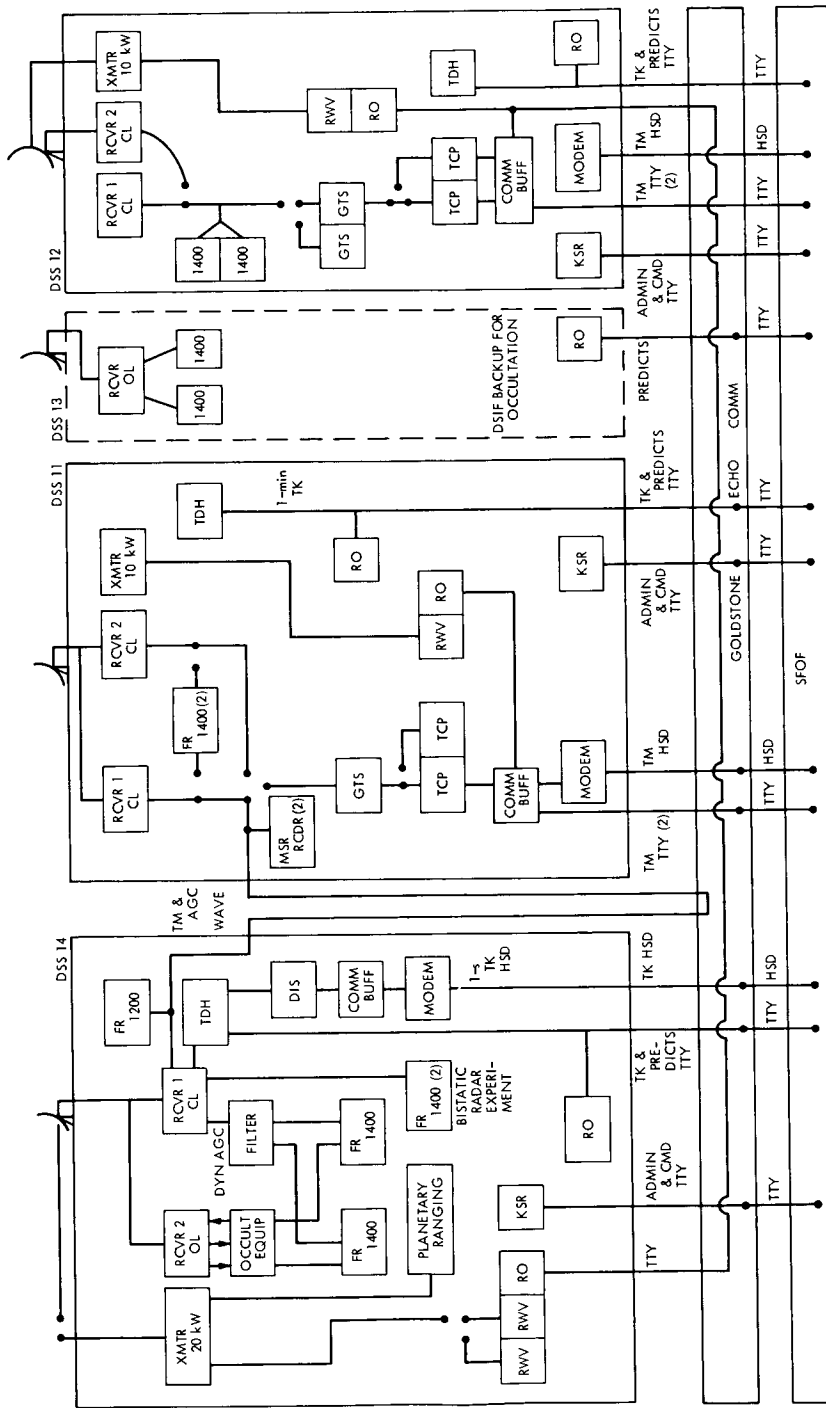 DSS 14
XMTR
20 kW
RCVR 2
OL
OCCULT
EQUIP
DYN AGC
RCVR 1
CL
FILTER
FR
1200
TDH
FR
1400
FR
1400
FR
1400 (2)
BISTATIC
RADAR
EXPERI-
MENT
PLANETARY
RANGING
DIS
COMM
BUFF
MODEM
1-s
TK
HSD
RWV
RWV
RO
KSR
RO
TTY
ADMIN
& CMD
TTY
TK &
PRE-
DICTS
TTY
TK HSD
TTY
TTY
HSD
TM &
AGC
WAVE
DSS 11
RCVR 1
CL
RCVR 2
CL
XMTR
10 kW
FR
1400 (2)
TDH
1-min
TK
MSR
RCDR (2)
GTS
TCP
TCP
RWV
RO
RO
COMM
BUFF
MODEM
KSR
TM
TTY (2)
TM
HSD
ADMIN
& CMD
TTY
TK &
PREDICTS
TTY
TTY
HSD
TTY
TTY
DSS 13
RCVR
OL
1400
1400
DSIF BACKUP FOR
OCCULTATION
RO
PREDICTS
TTY
DSS 12
RCVR 1
CL
RCVR 2
CL
XMTR
10 kW
1400
1400
GTS
GTS
TCP
TCP
RWV
RO
COMM
BUFF
TDH
RO
KSR
MODEM
ADMIN
& CMD
TTY
TM
TTY
(2)
TM
HSD
TK &
PREDICTS
TTY
TTY
TTY
HSD
TTY
GOLDSTONE ECHO COMM
SFOF